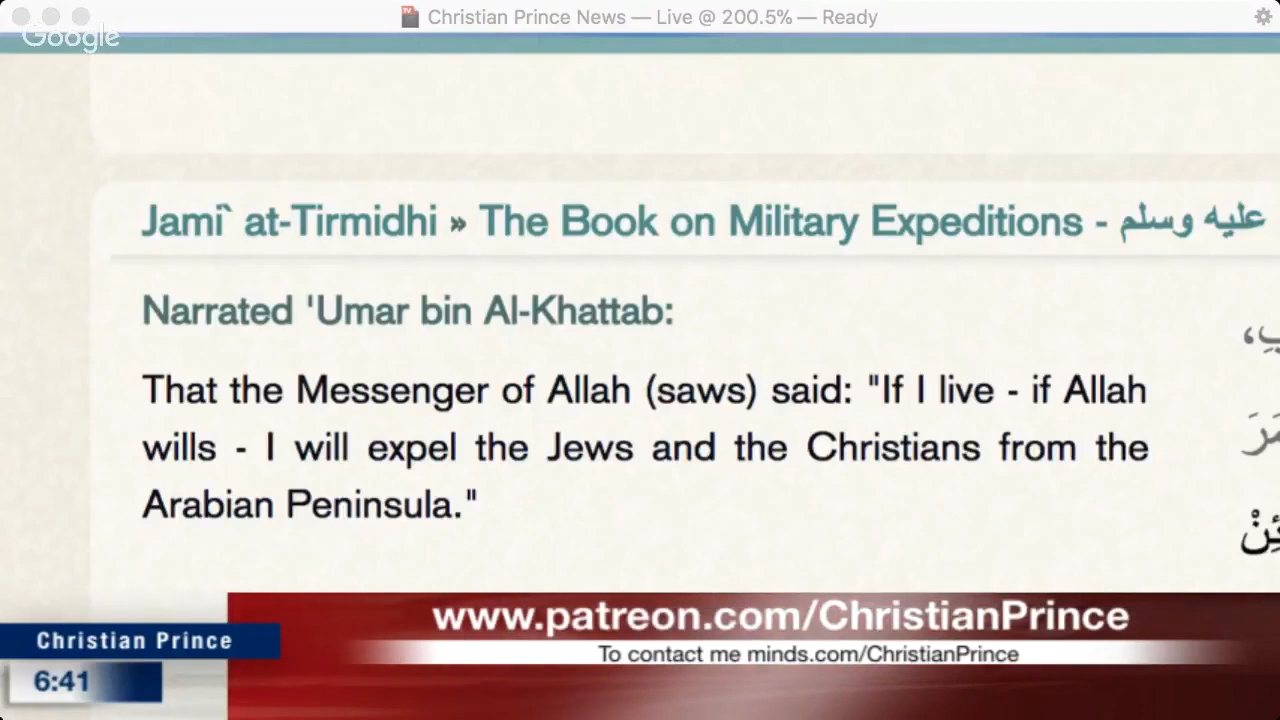 Christian Prince News — Live @ 200.5% — Ready
Google
Jami` at-Tirmidhi » The Book on Military Expeditions - عليه وسلم
Narrated 'Umar bin Al-Khattab:
That the Messenger of Allah (saws) said: "If I live - if Allah
wills - I will expel the Jews and the Christians from the
Arabian Peninsula."
www.patreon.com/ChristianPrince
Christian Prince
To contact me minds.com/ChristianPrince
6:41